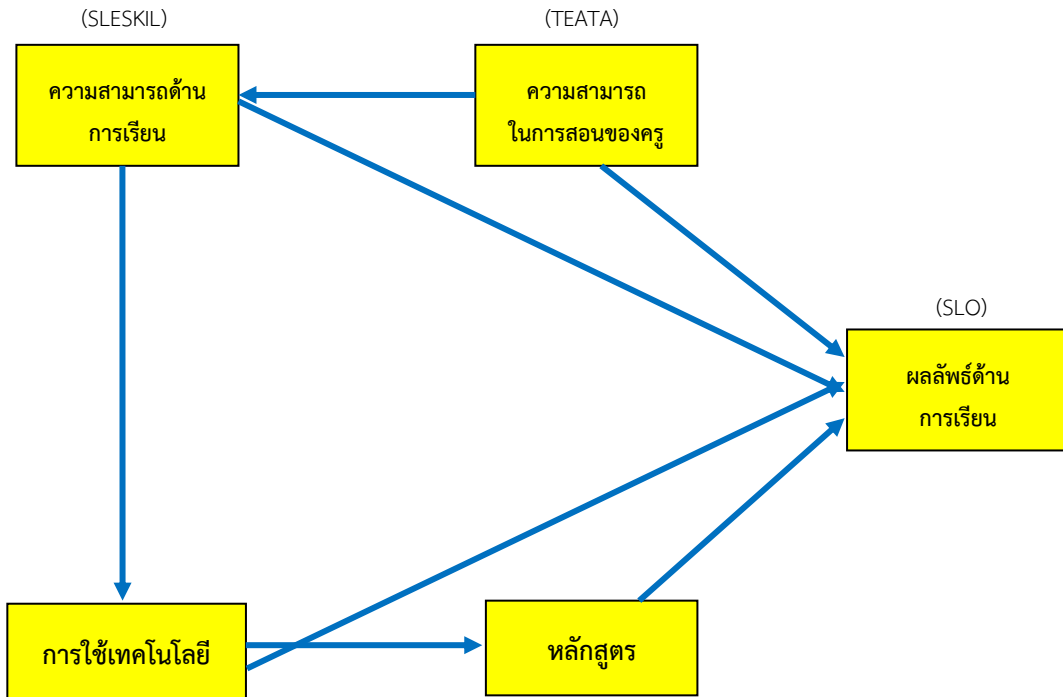 (SLESKIL)
(TEATA)
ความสามารถด้าน
การเรียน
ความสามารถ
ในการสอนของครู
(SLO)
ผลลัพธ์ด้าน
การเรียน
การใช้เทคโนโลยี
หลักสูตร